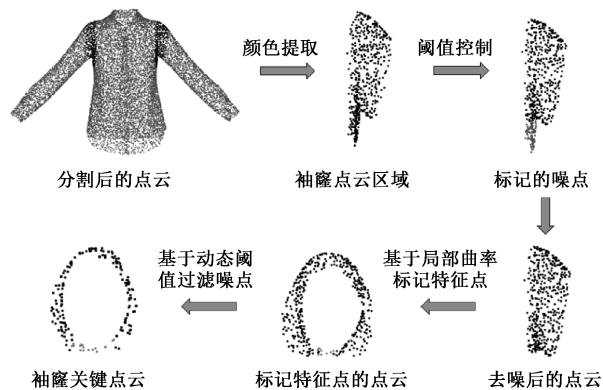 颜色提取
阈值控制
分割后的点云
袖窿点云区域
标记的噪点
基于动态阈
值过滤噪点
基于局部曲率
标记特征点
袖窿关键点云
标记特征点的点云
去噪后的点云